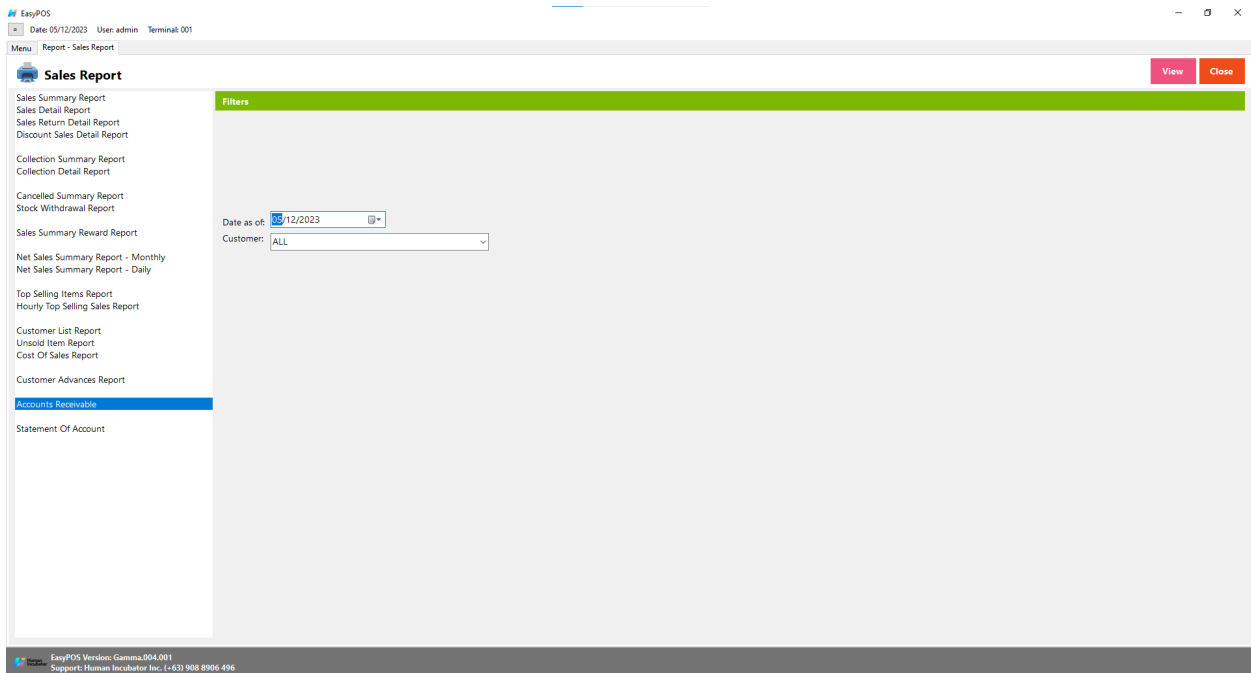 EasyPOS
Date: 05/12/2023 User: admin Terminal: 001
Menu Report - Sales Report
Sales Report
View Close
Sales Summary Report
Sales Detail Report
Sales Return Detail Report
Discount Sales Detail Report
Collection Summary Report
Collection Detail Report
Cancelled Summary Report
Stock Withdrawal Report
Sales Summary Reward Report
Net Sales Summary Report - Monthly
Net Sales Summary Report - Daily
Top Selling Items Report
Hourly Top Selling Sales Report
Customer List Report
Unsold Item Report
Cost Of Sales Report
Customer Advances Report
Accounts Receivable
Statement Of Account
Filters
Date as of: 05/12/2023
Customer: ALL
Human
Incubator
EasyPOS Version: Gamma.004.001
Support: Human Incubator Inc. (+63) 908 8906 496